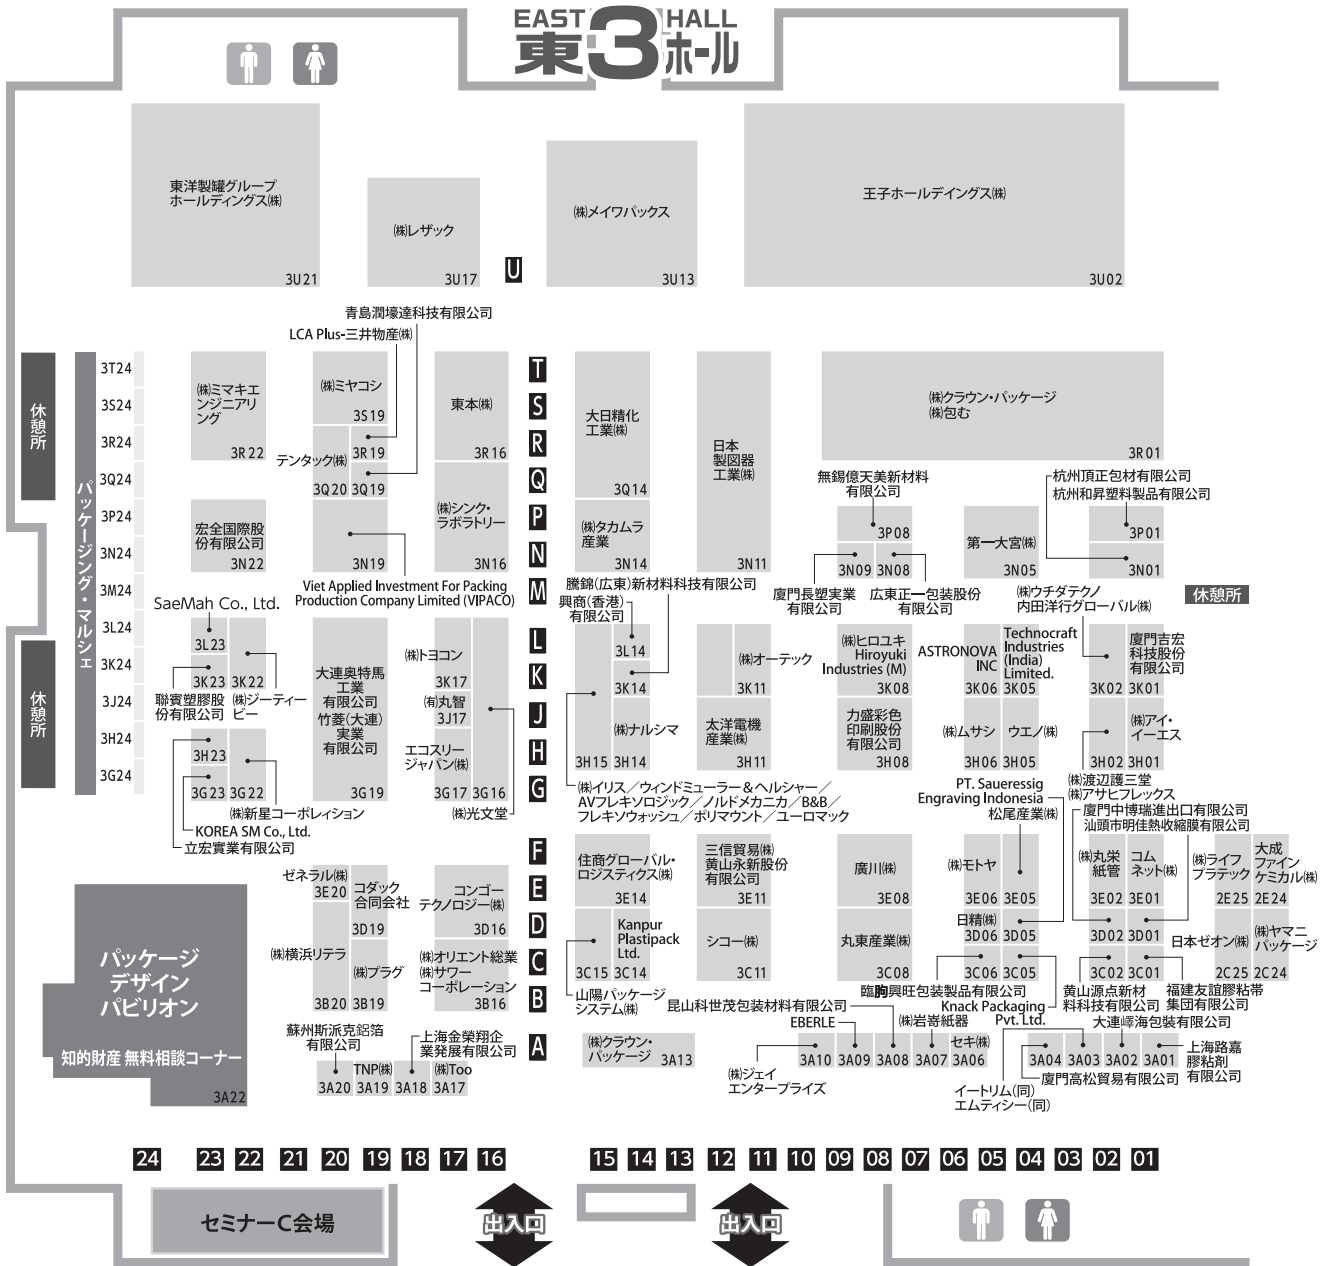 EAST HALL
東3ホール
東洋製罐グループ
ホールディングス㈱
3U21
㈱レザック
3U17
㈱メイワパックス
3U13
王子ホールデイングス㈱
3U02
U
青島潤壕達科技有限公司
LCA Plus-三井物産㈱
休憩所
パッケージング・マルシェ
休憩所
3T24
3S24
3R24
3Q24
3P24
3N24
3M24
3L24
3K24
3J24
3H24
3G24
㈱ミマキエ
ンジニアリ
ング
3R22
㈱ミヤコシ
3S19
3R19
テンタック㈱
3Q20
3Q19
東本㈱
3R16
㈱シンク・
ラボラトリー
3N16
宏全国際股
份有限公司
3N22
3N19
Viet Applied Investment For Packing
Production Company Limited (VIPACO)
T
S
R
Q
P
N
M
L
K
J
H
G
F
E
D
C
B
A
大日精化
工業㈱
3Q14
㈱タカムラ
産業
3N14
日本
製図器
工業㈱
3N11
㈱クラウン・パッケージ
㈱包む
3R01
無錫億天美新材料
有限公司
3P08
3N09
3N08
廈門長塑実業
有限公司
広東正一包装股份
有限公司
第一大宮㈱
3N05
杭州頂正包材有限公司
杭州和昇塑料製品有限公司
3P01
3N01
㈱ウチダテクノ
内田洋行グローバル㈱
休憩所
騰錦(広東)新材料科技有限公司
興商(香港)
有限公司
SaeMah Co., Ltd.
3L23
3K23
3K22
聯賓塑膠股
份有限公司
㈱ジーティー
ビー
3H23
3G23
3G22
㈱新星コーポレィション
KOREA SM Co., Ltd.
立宏實業有限公司
大連奥特馬
工業
有限公司
竹菱(大連)
実業
有限公司
3G19
㈱トヨコン
3K17
㈲丸智
3J17
エコスリー
ジャパン㈱
3G17
3G16
㈱光文堂
3L14
3K14
㈱ナルシマ
3H15
3H14
㈱イリス／ウィンドミューラー＆ヘルシャー／
AVフレキソロジック／ノルドメカニカ／B&B／
フレキソウォッシュ／ポリマウント／ユーロマック
㈱オーテック
3K11
太洋電機
産業㈱
3H11
㈱ヒロユキ
Hiroyuki
Industries (M)
3K08
力盛彩色
印刷股份
有限公司
3H08
ASTRONOVA
INC
3K06
Technocraft
Industries
(India)
Limited.
3K05
㈱ムサシ
3H06
ウエノ㈱
3H05
3K02
廈門吉宏
科技股份
有限公司
3K01
3H02
㈱アイ・
イーエス
3H01
㈱渡辺護三堂
㈱アサヒフレックス
PT. Saueressig
Engraving Indonesia
松尾産業㈱
廈門中博瑞進出口有限公司
汕頭市明佳熱収縮膜有限公司
ゼネラル㈱
3E20
コダック
合同会社
3D19
㈱横浜リテラ
3B20
㈱プラグ
3B19
コンゴー
テクノロジー㈱
3D16
㈱オリエント総業
㈱サワー
コーポレーション
3B16
住商グローバル・
ロジスティクス㈱
3E14
3C15
Kanpur
Plastipack
Ltd.
3C14
山陽パッケージ
システム㈱
三信貿易㈱
黄山永新股份
有限公司
3E11
シコー㈱
3C11
廣川㈱
3E08
丸東産業㈱
3C08
㈱モトヤ
3E06
3E05
日精㈱
3D06
3D05
3C06
3C05
臨朐興旺包装製品有限公司
Knack Packaging
Pvt. Ltd.
㈱丸栄
紙管
3E02
コム
ネット㈱
3E01
3D02
3D01
3C02
3C01
黄山源点新材
料科技有限公司
福建友誼膠粘帯
集団有限公司
㈱ライフ
プラテック
2E25
大成
ファイン
ケミカル㈱
2E24
日本ゼオン㈱
2C25
㈱ヤマニ
パッケージ
2C24
パッケージ
デザイン
パビリオン
知的財産 無料相談コーナー
3A22
蘇州斯派克鋁箔
有限公司
3A20
TNP㈱
3A19
上海金榮翔企
業発展有限公司
3A18
㈱Too
3A17
㈱クラウン・
パッケージ
3A13
昆山科世茂包装材料有限公司
EBERLE
㈱岩嵜紙器
セキ㈱
3A10
3A09
3A08
3A07
3A06
㈱ジェイ
エンタープライズ
大連嶂海包裝有限公司
3A04
3A03
3A02
3A01
上海路嘉
膠粘剤
有限公司
廈門高松貿易有限公司
イートリム(同)
エムティシー(同)
24 23 22 21 20 19 18 17 16 15 14 13 12 11 10 09 08 07 06 05 04 03 02 01
セミナーC会場
出入口
出入口